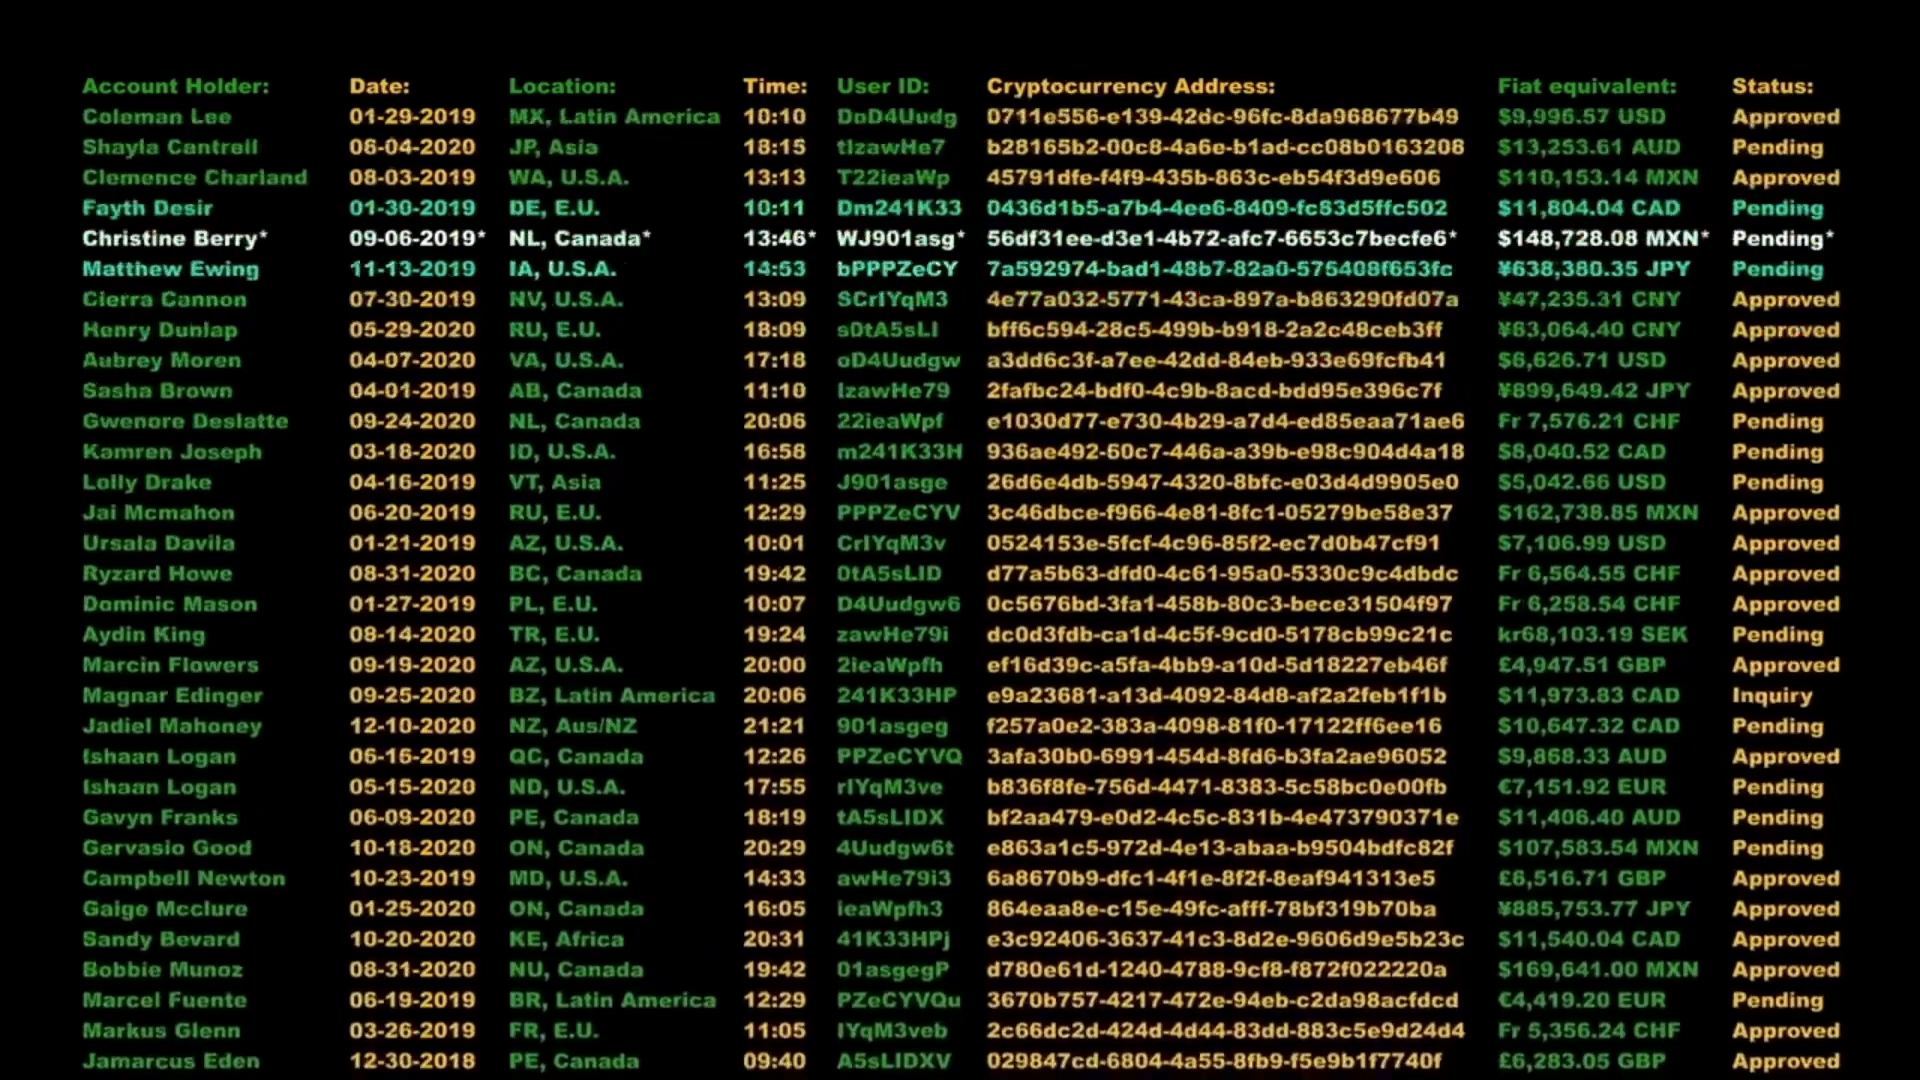 Account Holder: Date: Location: Time: User ID: Cryptocurrency Address: Fiat equivalent: Status:
Coleman Lee 01-29-2019 MX, Latin America 10:10 DoD4Uudg 0711e556-e139-42dc-96fc-8da968677b49 $9,996.57 USD Approved
Shayla Cantrell 06-04-2020 JP, Asia 18:15 tIzawHe7 b28165b2-00c8-4a6e-b1ad-cc08b0163208 $13,253.61 AUD Pending
Clemence Charland 08-03-2019 WA, U.S.A. 13:13 T22ieaWp 45791dfe-f4f9-435b-863c-eb54f3d9e606 $110,153.14 MXN Approved
Fayth Desir 01-30-2019 DE, E.U. 10:11 Dm241K33 0436d1b5-a7b4-4ee6-8409-fc83d5ffc502 $11,804.04 CAD Pending
Christine Berry* 09-06-2019* NL, Canada* 13:46* WJ901asg* 56df31ee-d3e1-4b72-afc7-6653c7becfe6* $148,728.08 MXN* Pending*
Matthew Ewing 11-13-2019 IA, U.S.A. 14:53 bPPPZeCY 7a592974-bad1-48b7-82a0-575408f653fc ¥638,380.35 JPY Pending
Cierra Cannon 07-30-2019 NV, U.S.A. 13:09 SCrIYqM3 4e77a032-5771-43ca-897a-b863290fd07a ¥47,235.31 CNY Approved
Henry Dunlap 05-29-2020 RU, E.U. 18:09 s0tA5sLI bff6c594-28c5-499b-b918-2a2c48ceb3ff ¥63,064.40 CNY Approved
Aubrey Moren 04-07-2020 VA, U.S.A. 17:18 oD4Uudgw a3dd6c3f-a7ee-42dd-84eb-933e69fcfb41 $6,626.71 USD Approved
Sasha Brown 04-01-2019 AB, Canada 11:10 IzawHe79 2fafbc24-bdf0-4c9b-8acd-bdd95e396c7f ¥899,649.42 JPY Approved
Gwenore Deslatte 09-24-2020 NL, Canada 20:06 22ieaWpf e1030d77-e730-4b29-a7d4-ed85eaa71ae6 Fr 7,576.21 CHF Pending
Kamren Joseph 03-18-2020 ID, U.S.A. 16:58 m241K33H 936ae492-60c7-446a-a39b-e98c904d4a18 $8,040.52 CAD Pending
Lolly Drake 04-16-2019 VT, Asia 11:25 J901asge 26d6e4db-5947-4320-8bfc-e03d4d9905e0 $5,042.66 USD Pending
Jai Mcmahon 06-20-2019 RU, E.U. 12:29 PPPZeCYV 3c46dbce-f966-4e81-8fc1-05279be58e37 $162,738.85 MXN Approved
Ursala Davila 01-21-2019 AZ, U.S.A. 10:01 CrIYqM3v 0524153e-5fcf-4c96-85f2-ec7d0b47cf91 $7,106.99 USD Approved
Ryzard Howe 08-31-2020 BC, Canada 19:42 0tA5sLID d77a5b63-dfd0-4c61-95a0-5330c9c4dbdc Fr 6,564.55 CHF Approved
Dominic Mason 01-27-2019 PL, E.U. 10:07 D4Uudgw6 0c5676bd-3fa1-458b-80c3-bece31504f97 Fr 6,258.54 CHF Approved
Aydin King 08-14-2020 TR, E.U. 19:24 zawHe79i dc0d3fdb-ca1d-4c5f-9cd0-5178cb99c21c kr68,103.19 SEK Pending
Marcin Flowers 09-19-2020 AZ, U.S.A. 20:00 2ieaWpfh ef16d39c-a5fa-4bb9-a10d-5d18227eb46f £4,947.51 GBP Approved
Magnar Edinger 09-25-2020 BZ, Latin America 20:06 241K33HP e9a23681-a13d-4092-84d8-af2a2feb1f1b $11,973.83 CAD Inquiry
Jadiel Mahoney 12-10-2020 NZ, Aus/NZ 21:21 901asgeg f257a0e2-383a-4098-81f0-17122ff6ee16 $10,647.32 CAD Pending
Ishaan Logan 06-16-2019 QC, Canada 12:26 PPZeCYVQ 3afa30b0-6991-454d-8fd6-b3fa2ae96052 $9,868.33 AUD Approved
Ishaan Logan 05-15-2020 ND, U.S.A. 17:55 rIYqM3ve b836f8fe-756d-4471-8383-5c58bc0e00fb €7,151.92 EUR Pending
Gavyn Franks 06-09-2020 PE, Canada 18:19 tA5sLIDX bf2aa479-e0d2-4c5c-831b-4e473790371e $11,406.40 AUD Pending
Gervasio Good 10-18-2020 ON, Canada 20:29 4Uudgw6t e863a1c5-972d-4e13-abaa-b9504bdfc82f $107,583.54 MXN Pending
Campbell Newton 10-23-2019 MD, U.S.A. 14:33 awHe79i3 6a8670b9-dfc1-4f1e-8f2f-8eaf941313e5 £6,516.71 GBP Approved
Gaige Mcclure 01-25-2020 ON, Canada 16:05 ieaWpfh3 864eaa8e-c15e-49fc-afff-78bf319b70ba ¥885,753.77 JPY Approved
Sandy Bevard 10-20-2020 KE, Africa 20:31 41K33HPj e3c92406-3637-41c3-8d2e-9606d9e5b23c $11,540.04 CAD Approved
Bobbie Munoz 08-31-2020 NU, Canada 19:42 01asgegP d780e61d-1240-4788-9cf8-f872f022220a $169,641.00 MXN Approved
Marcel Fuente 06-19-2019 BR, Latin America 12:29 PZeCYVQu 3670b757-4217-472e-94eb-c2da98acfdcd €4,419.20 EUR Pending
Markus Glenn 03-26-2019 FR, E.U. 11:05 IYqM3veb 2c66dc2d-424d-4d44-83dd-883c5e9d24d4 Fr 5,356.24 CHF Approved
Jamarcus Eden 12-30-2018 PE, Canada 09:40 A5sLIDXV 029847cd-6804-4a55-8fb9-f5e9b1f7740f £6,283.05 GBP Approved